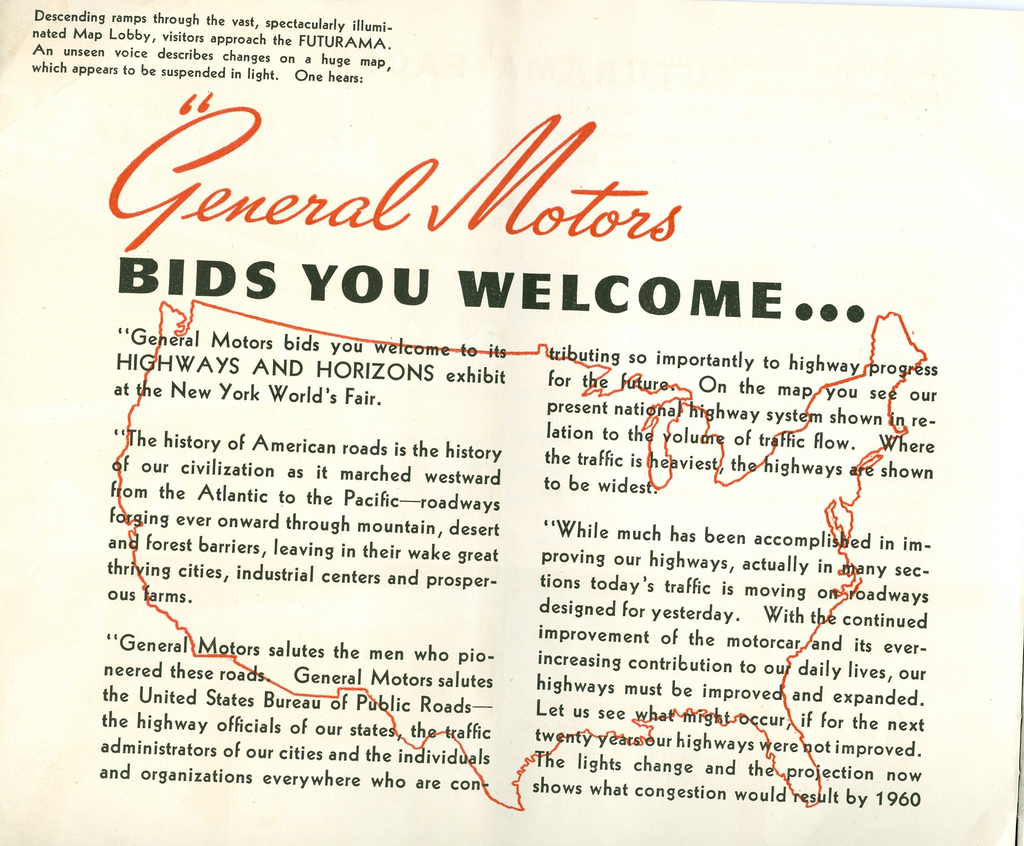 Descending ramps through the vast, spectacularly illumi-
nated Map Lobby, visitors approach the FUTURAMA.
An unseen voice describes changes on a huge map,
which appears to be suspended in light. One hears:
"General Motors
BIDS YOU WELCOME...
"General Motors bids you welcome to its
HIGHWAYS AND HORIZONS exhibit
at the New York World's Fair.
"The history of American roads is the history
of our civilization as it marched westward
from the Atlantic to the Pacific—roadways
forging ever onward through mountain, desert
and forest barriers, leaving in their wake great
thriving cities, industrial centers and prosper-
ous farms.
"General Motors salutes the men who pio-
neered these roads. General Motors salutes
the United States Bureau of Public Roads—
the highway officials of our states, the traffic
administrators of our cities and the individuals
and organizations everywhere who are con-
tributing so importantly to highway progress
for the future. On the map you see our
present national highway system shown in re-
lation to the volume of traffic flow. Where
the traffic is heaviest, the highways are shown
to be widest.
"While much has been accomplished in im-
proving our highways, actually in many sec-
tions today's traffic is moving on roadways
designed for yesterday. With the continued
improvement of the motorcar and its ever-
increasing contribution to our daily lives, our
highways must be improved and expanded.
Let us see what might occur, if for the next
twenty years our highways were not improved.
The lights change and the projection now
shows what congestion would result by 1960